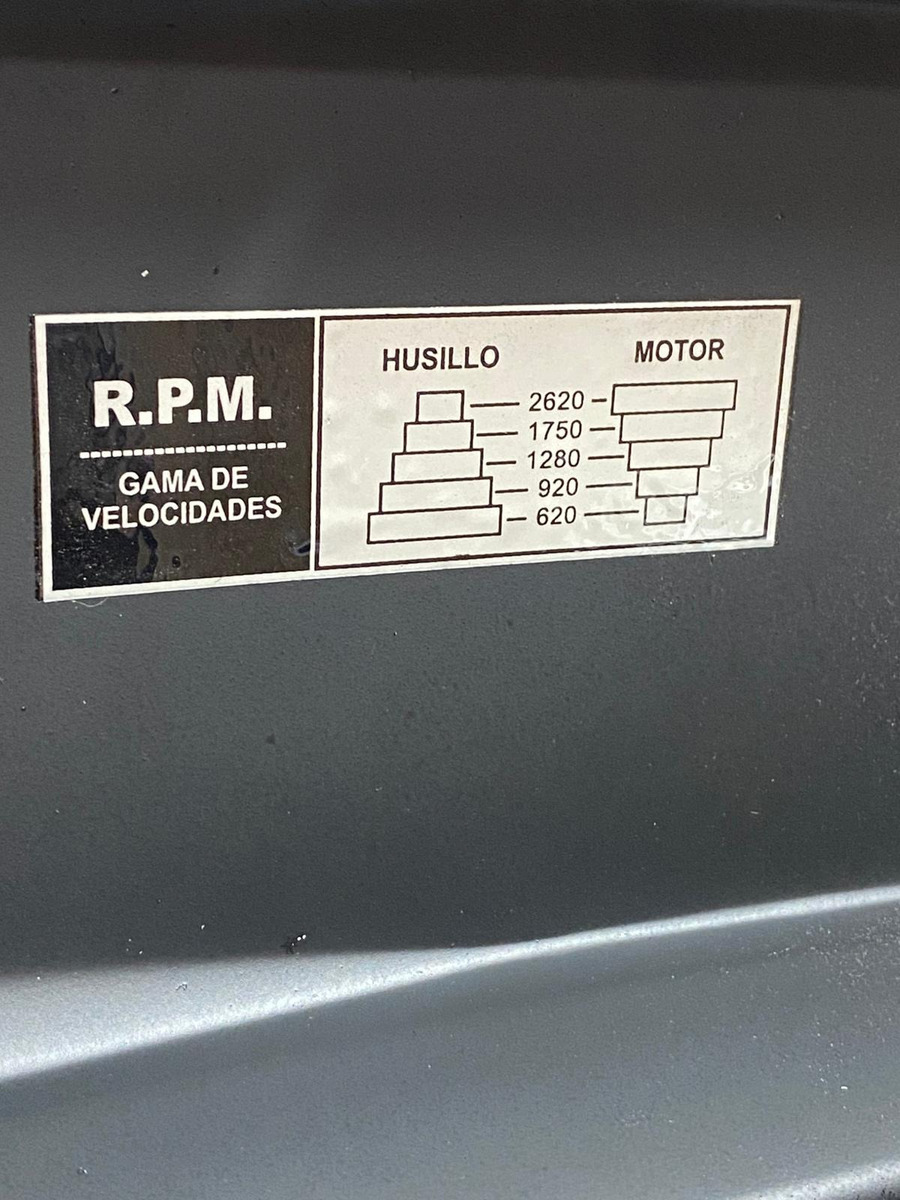 R.P.M.
GAMA DE
VELOCIDADES
HUSILLO
MOTOR
2620
1750
1280
920
620